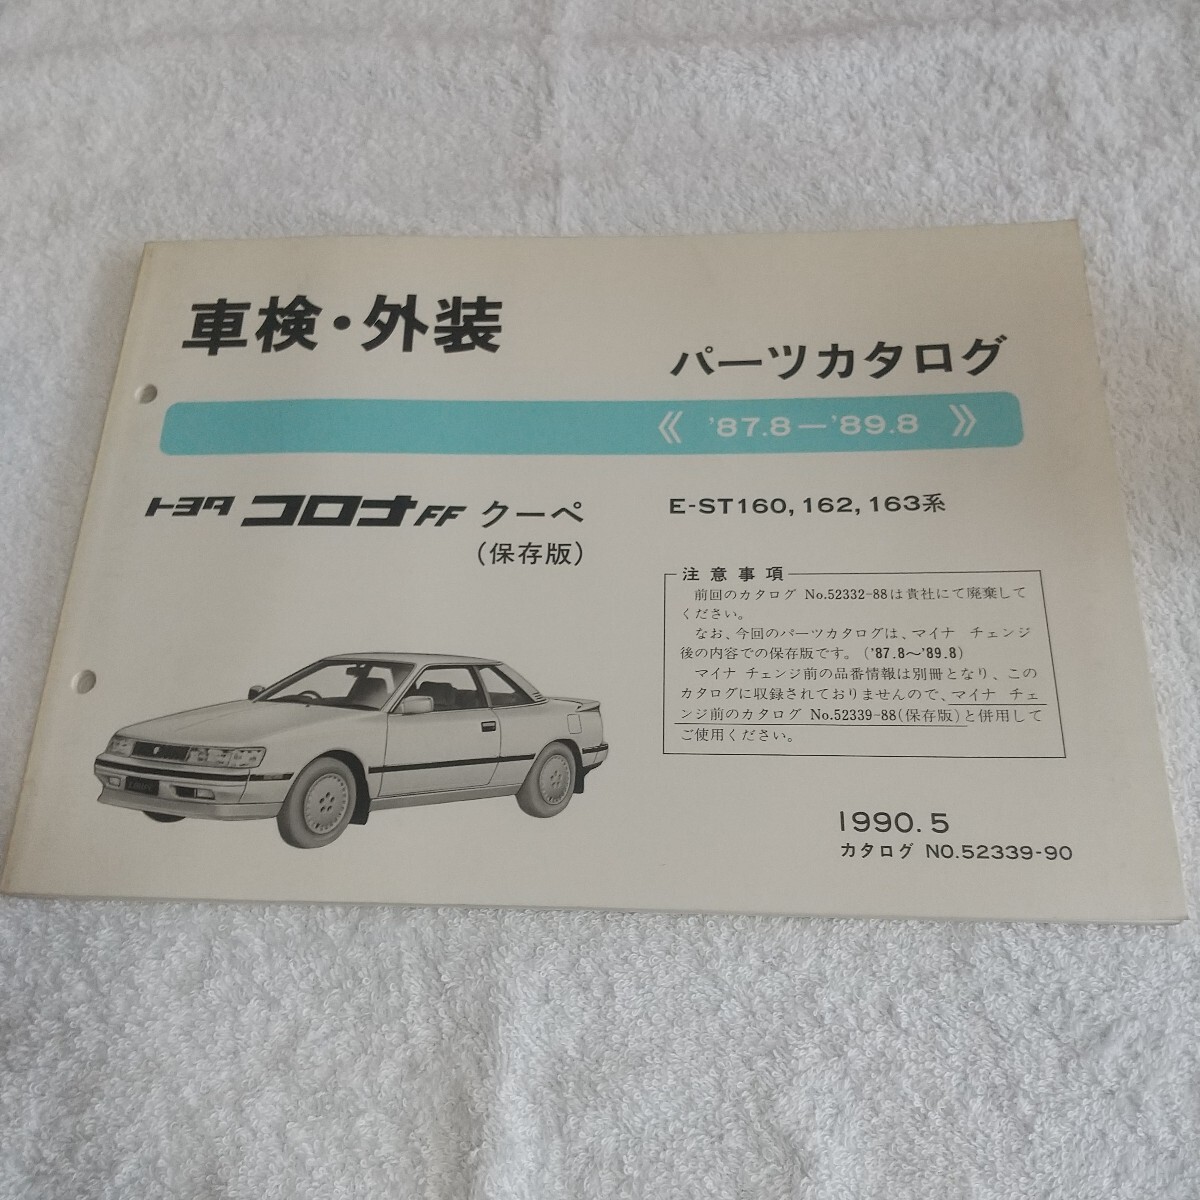 車検・外装
パーツカタログ
《 '87.8—'89.8 》
トヨタ コロナFF クーペ
(保存版)
E-ST160, 162, 163系
注意事項
前回のカタログ No.52332-88は貴社にて廃棄して
ください。
なお、今回のパーツカタログは、マイナ チェンジ
後の内容での保存版です。('87.8〜'89.8)
マイナ チェンジ前の品番情報は別冊となり、この
カタログに収録されておりませんので、マイナ チェ
ンジ前のカタログ No.52339-88(保存版)と併用して
ご使用ください。
1990. 5
カタログ NO.52339-90